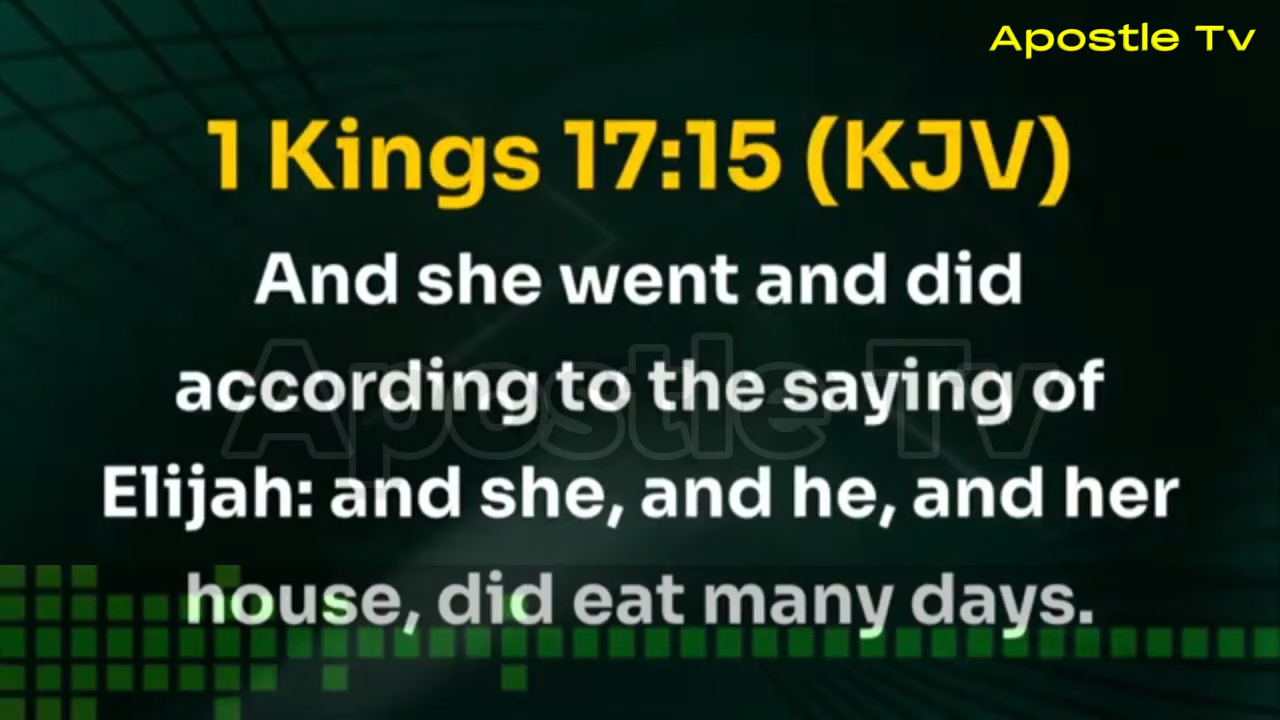 Apostle Tv
1 Kings 17:15 (KJV)
And she went and did
according to the saying of
Apostle Tv
Elijah: and she, and he, and her
house, did eat many days.